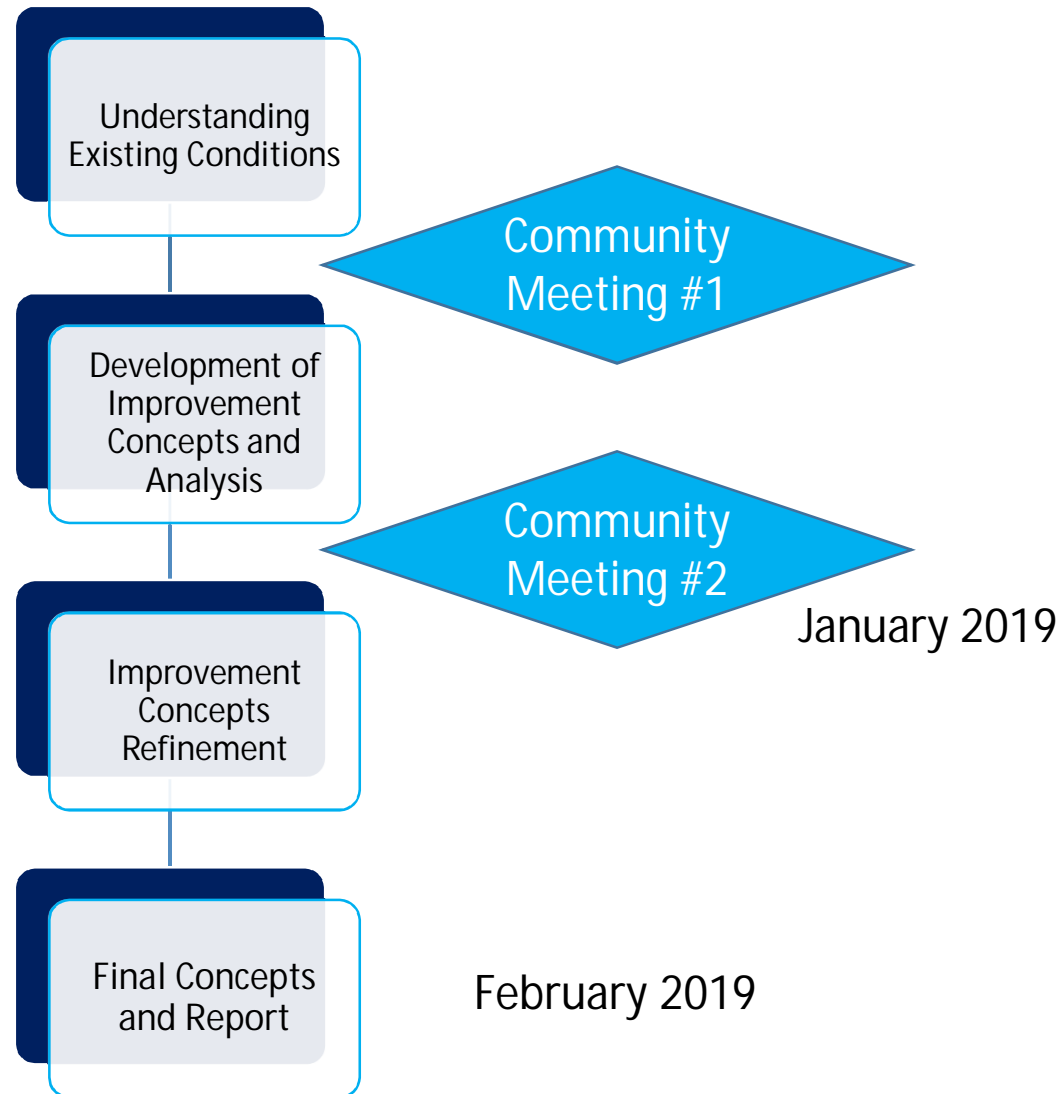 Understanding
Existing Conditions
Community
Meeting #1
Development of
Improvement
Concepts and
Analysis
Community
Meeting #2
January 2019
Improvement
Concepts
Refinement
Final Concepts
and Report
February 2019